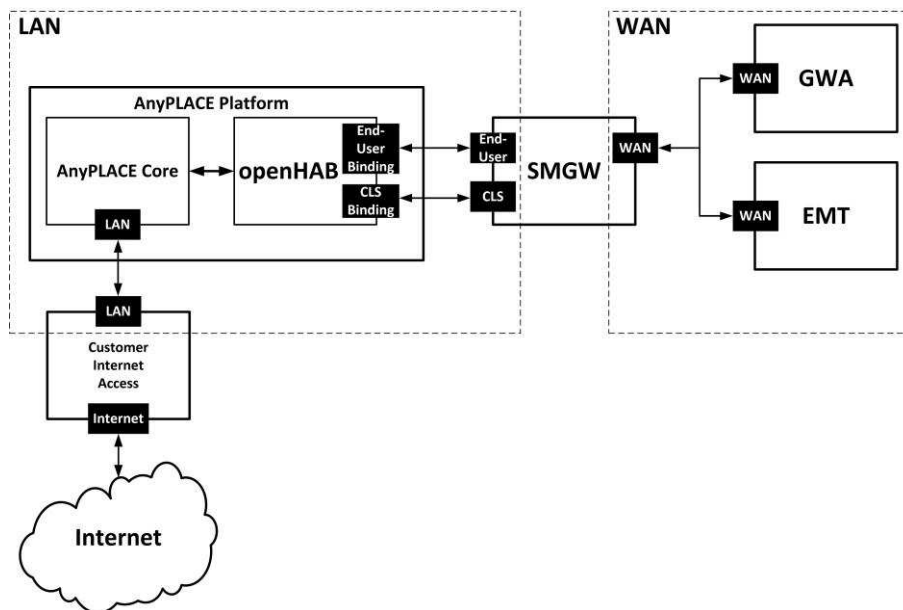 LAN
WAN
AnyPLACE Platform
AnyPLACE Core
LAN
openHAB
End-
User
Binding
CLS
Binding
End-
User
CLS
SMGW
WAN
WAN
GWA
WAN
EMT
LAN
Customer
Internet
Access
Internet
Internet